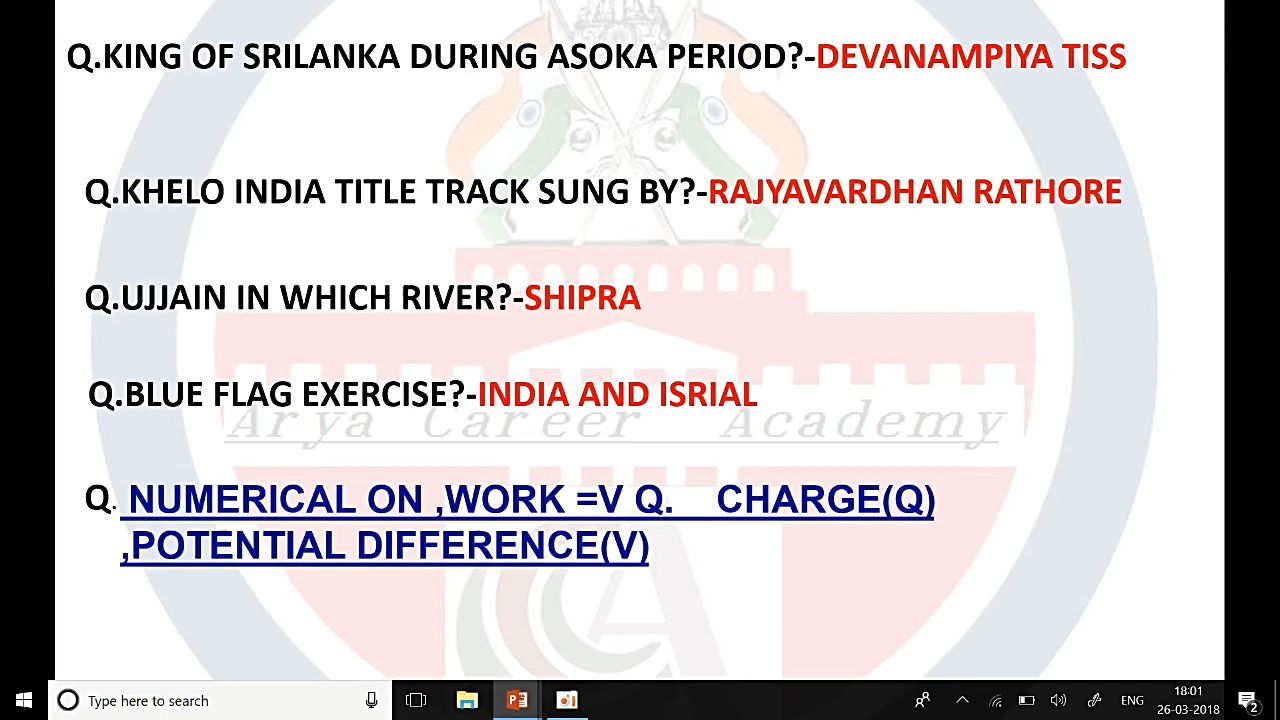 Q.KING OF SRILANKA DURING ASOKA PERIOD?-DEVANAMPIYA TISS
Q.KHELO INDIA TITLE TRACK SUNG BY?-RAJYAVARDHAN RATHORE
Q.UJJAIN IN WHICH RIVER?-SHIPRA
Q.BLUE FLAG EXERCISE?-INDIA AND ISRIAL
Arya Career Academy
Q. NUMERICAL ON ,WORK =V Q. CHARGE(Q)
,POTENTIAL DIFFERENCE(V)
Type here to search
ENG
18:01
26-03-2018
2